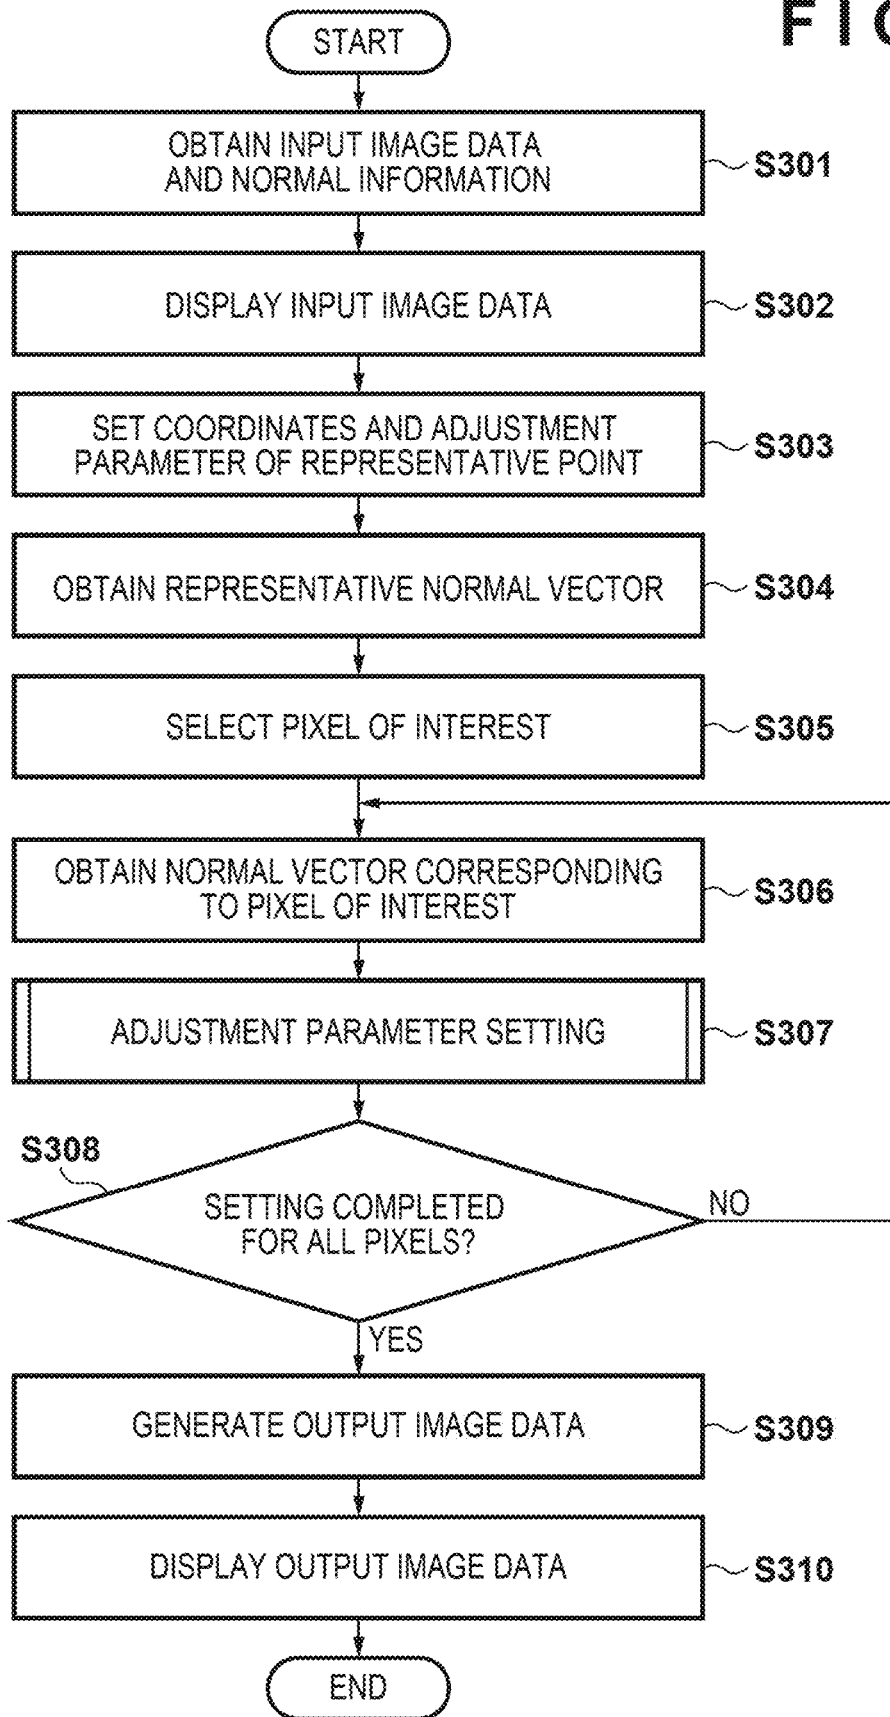 FI
START
OBTAIN INPUT IMAGE DATA
AND NORMAL INFORMATION
S301
DISPLAY INPUT IMAGE DATA
S302
SET COORDINATES AND ADJUSTMENT
PARAMETER OF REPRESENTATIVE POINT
S303
OBTAIN REPRESENTATIVE NORMAL VECTOR
S304
SELECT PIXEL OF INTEREST
S305
OBTAIN NORMAL VECTOR CORRESPONDING
TO PIXEL OF INTEREST
S306
ADJUSTMENT PARAMETER SETTING
S307
S308
SETTING COMPLETED
FOR ALL PIXELS?
NO
YES
GENERATE OUTPUT IMAGE DATA
S309
DISPLAY OUTPUT IMAGE DATA
S310
END